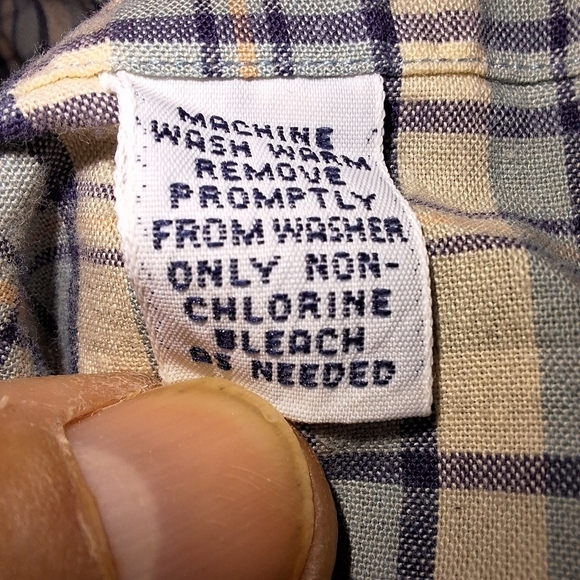 MACHINE
WASH WARM
REMOVE
PROMPTLY
FROM WASHER
ONLY NON-
CHLORINE
BLEACH
AS NEEDED